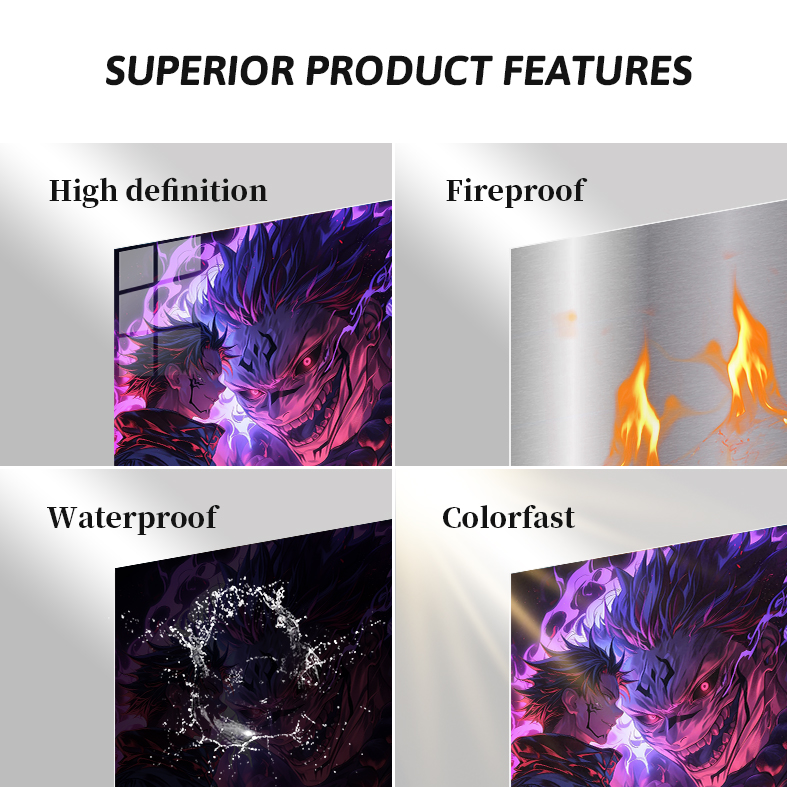 SUPERIOR PRODUCT FEATURES
High definition
Fireproof
Waterproof
Colorfast